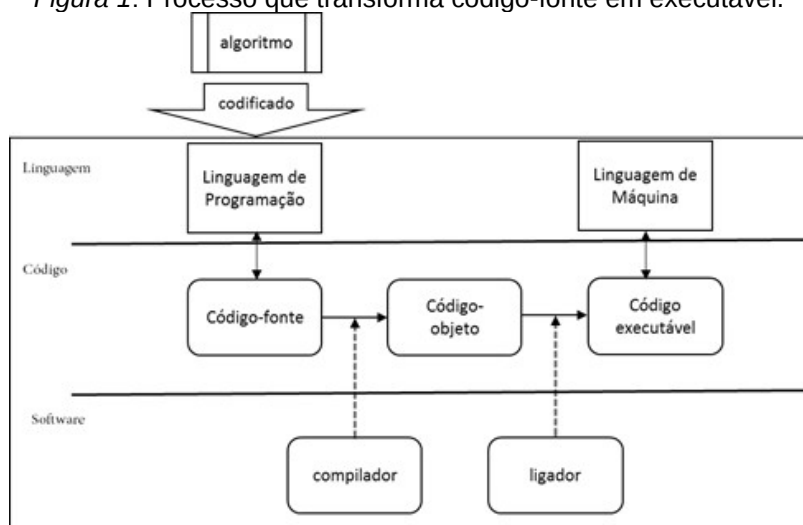 Figura 1: Processo que transforma código-fonte em executável.
algoritmo
codificado
Linguagem
Linguagem de
Programação
Linguagem de
Máquina
Código
Código-fonte
Código-
objeto
Código
executável
Software
compilador
ligador